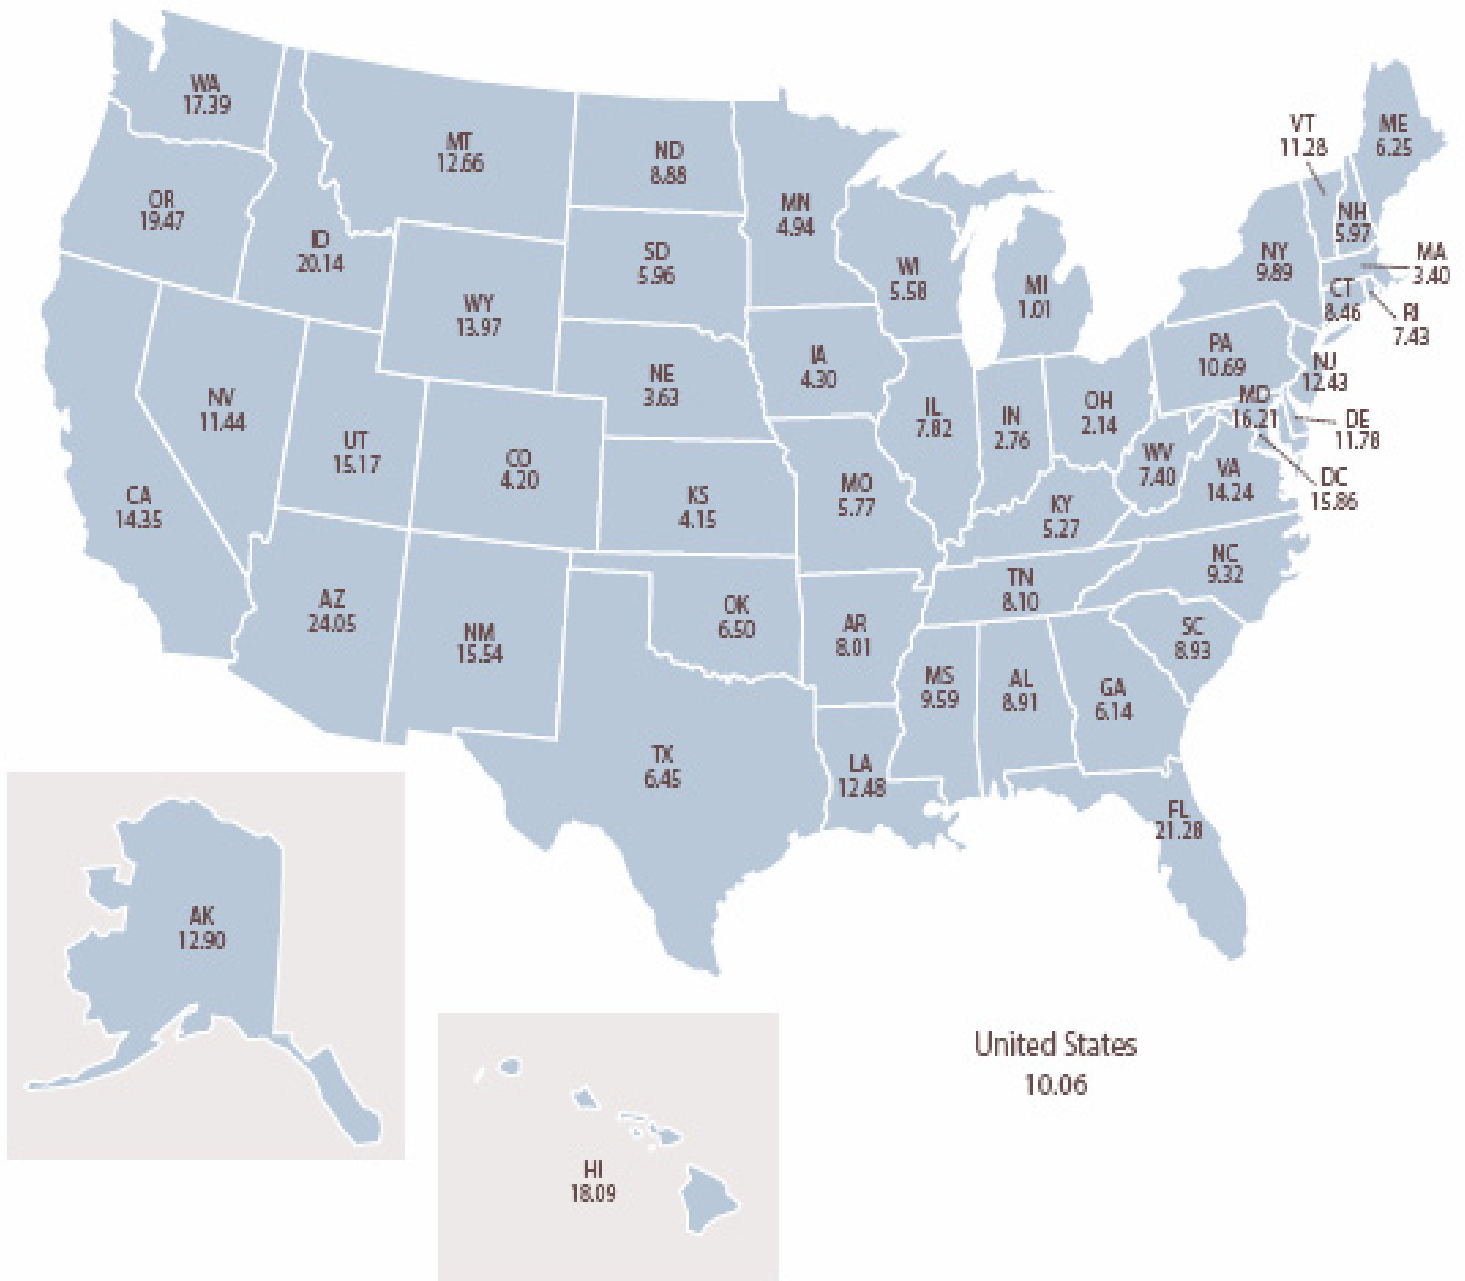 WA
17.39
MT
12.66
ND
8.88
MN
4.94
VT
11.28
ME
6.25
OR
19.47
ID
20.14
SD
5.96
WI
5.58
MI
1.01
NY
9.89
NH
5.97
MA
3.40
CT
8.46
RI
7.43
WY
13.97
IA
4.30
PA
10.69
NJ
12.43
NE
3.63
NV
11.44
UT
15.17
CO
4.20
IL
7.82
IN
2.76
OH
2.14
MD
16.21
DE
11.78
WV
7.40
VA
14.24
DC
15.86
CA
14.35
KS
4.15
MO
5.77
KY
5.27
NC
9.32
TN
8.10
AZ
24.05
NM
15.54
OK
6.50
AR
8.01
SC
8.93
MS
9.59
AL
8.91
GA
6.14
TX
6.45
LA
12.48
FL
21.28
AK
12.90
HI
18.09
United States
10.06